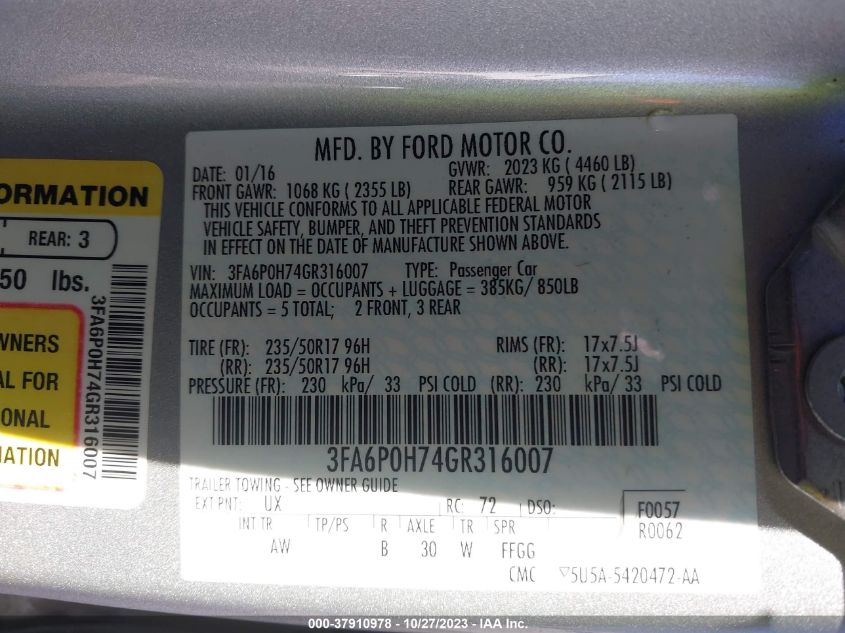 MFD. BY FORD MOTOR CO.
DATE: 01/16 GVWR: 2023 KG ( 4460 LB)
FRONT GAWR: 1068 KG ( 2355 LB) REAR GAWR: 959 KG ( 2115 LB)
THIS VEHICLE CONFORMS TO ALL APPLICABLE FEDERAL MOTOR
VEHICLE SAFETY, BUMPER, AND THEFT PREVENTION STANDARDS
IN EFFECT ON THE DATE OF MANUFACTURE SHOWN ABOVE.
VIN: 3FA6P0H74GR316007 TYPE: Passenger Car
MAXIMUM LOAD = OCCUPANTS + LUGGAGE = 385KG/ 850LB
OCCUPANTS = 5 TOTAL; 2 FRONT, 3 REAR
TIRE (FR): 235/50R17 96H RIMS (FR): 17x7.5J
(RR): 235/50R17 96H (RR): 17x7.5J
PRESSURE (FR): 230 kPa/ 33 PSI COLD (RR): 230 kPa/ 33 PSI COLD
3FA6P0H74GR316007
TRAILER TOWING - SEE OWNER GUIDE
EXT PNT: UX RC: 72 DSO: F0057
R0062
INT TR TP/PS R AXLE TR SPR
AW B 30 W FFGG
CMC ▽5U5A-5420472-AA
ORMATION
REAR: 3
50 lbs.
WNERS
AL FOR
ONAL
MATION
3FA6P0H74GR316007
000-37910978 - 10/27/2023 - IAA Inc.